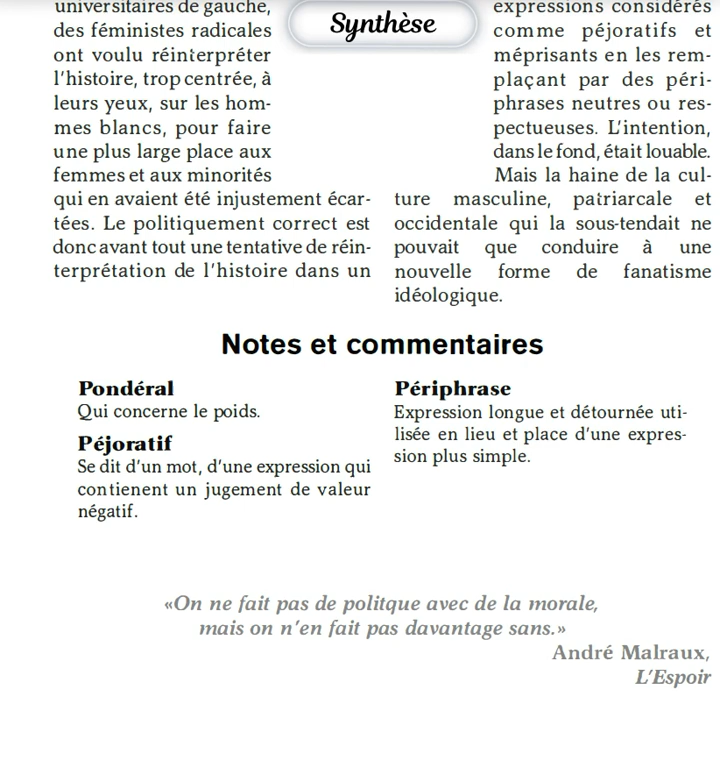 universitaires de gauche,
des féministes radicales
ont voulu réinterpréter
l'histoire, trop centrée, à
leurs yeux, sur les hom-
mes blancs, pour faire
une plus large place aux
femmes et aux minorités
qui en avaient été injustement écar-
tées. Le politiquement correct est
donc avant tout une tentative de réin-
terprétation de l'histoire dans un
Synthèse
expressions considérés
comme péjoratifs et
méprisants en les rem-
plaçant par des péri-
phrases neutres ou res-
pectueuses. L'intention,
dans le fond, était louable.
Mais la haine de la cul-
ture masculine, patriarcale et
occidentale qui la sous-tendait ne
pouvait que conduire à une
nouvelle forme de fanatisme
idéologique.
Notes et commentaires
Pondéral
Qui concerne le poids.
Péjoratif
Se dit d'un mot, d'une expression qui
contienent un jugement de valeur
négatif.
Périphrase
Expression longue et détournée uti-
lisée en lieu et place d'une expres-
sion plus simple.
«On ne fait pas de politque avec de la morale,
mais on n'en fait pas davantage sans.»
André Malraux,
L'Espoir